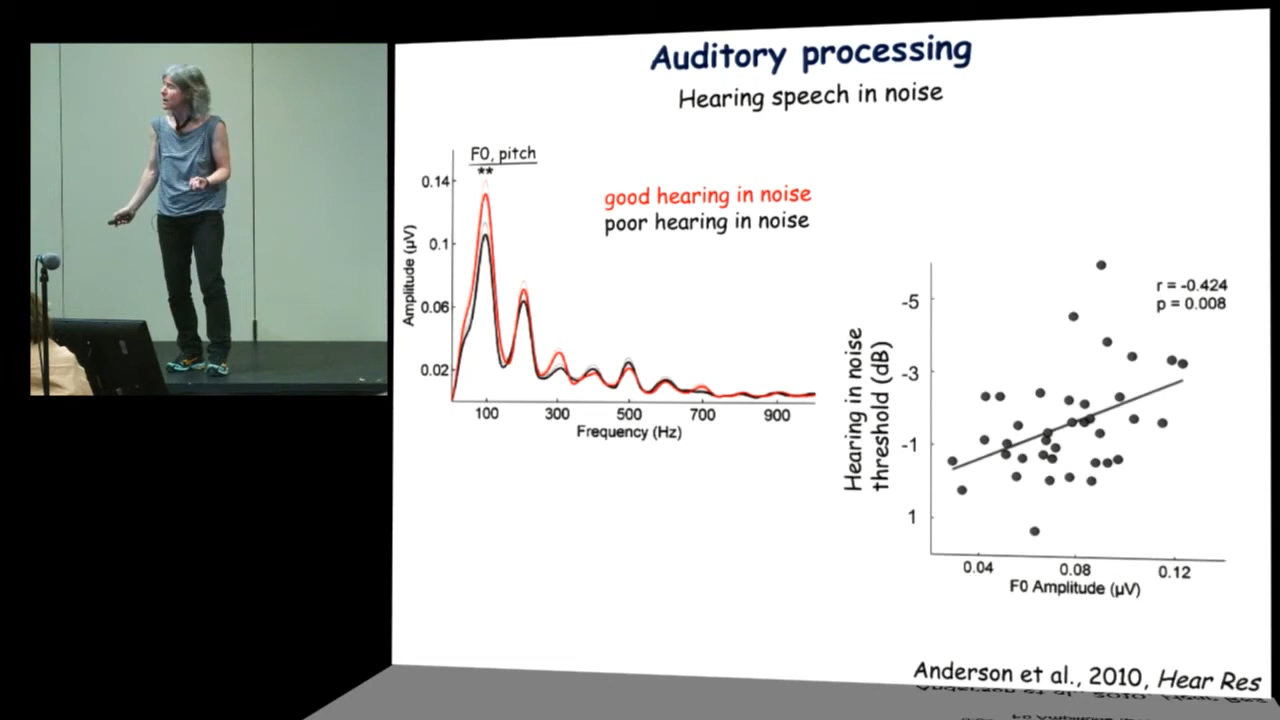 Auditory processing
Hearing speech in noise
F0, pitch
**
good hearing in noise
poor hearing in noise
Amplitude (µV)
0.14
0.1
0.06
0.02
100 300 500 700 900
Frequency (Hz)
r = -0.424
p = 0.008
Hearing in noise
threshold (dB)
-5
-3
-1
1
0.04 0.08 0.12
F0 Amplitude (µV)
Anderson et al., 2010, Hear Res